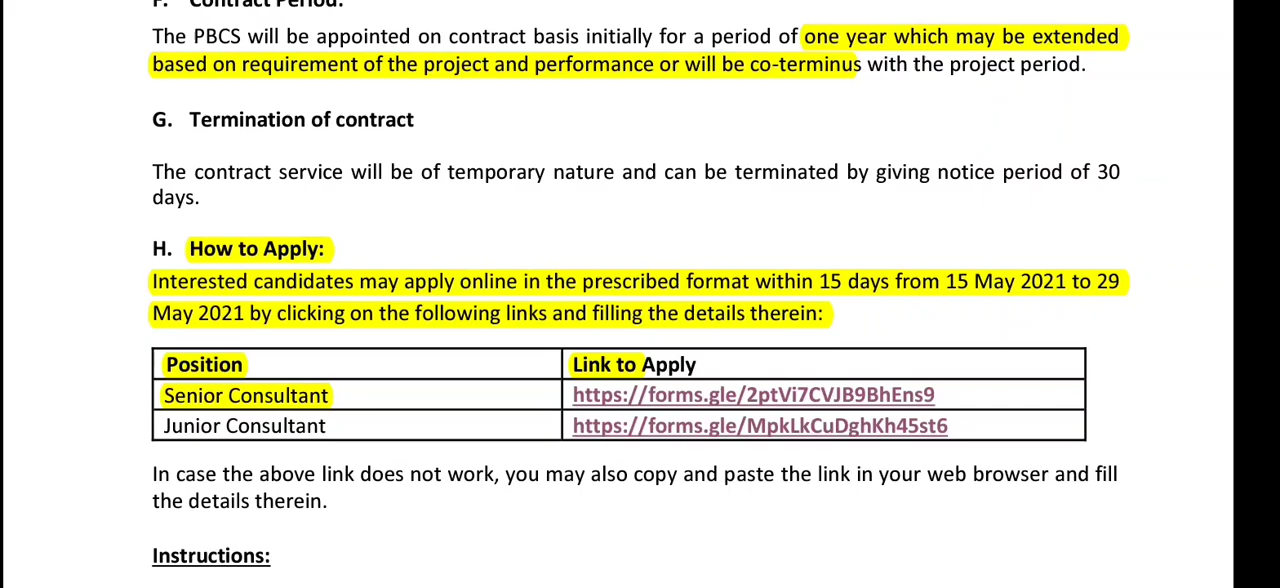 F. Contract Period:
The PBCS will be appointed on contract basis initially for a period of one year which may be extended
based on requirement of the project and performance or will be co-terminus with the project period.
G. Termination of contract
The contract service will be of temporary nature and can be terminated by giving notice period of 30
days.
H. How to Apply:
Interested candidates may apply online in the prescribed format within 15 days from 15 May 2021 to 29
May 2021 by clicking on the following links and filling the details therein:
Position Link to Apply
Senior Consultant https://forms.gle/2ptVi7CVJB9BhEns9
Junior Consultant https://forms.gle/MpkLkCuDghKh45st6
In case the above link does not work, you may also copy and paste the link in your web browser and fill
the details therein.
Instructions: